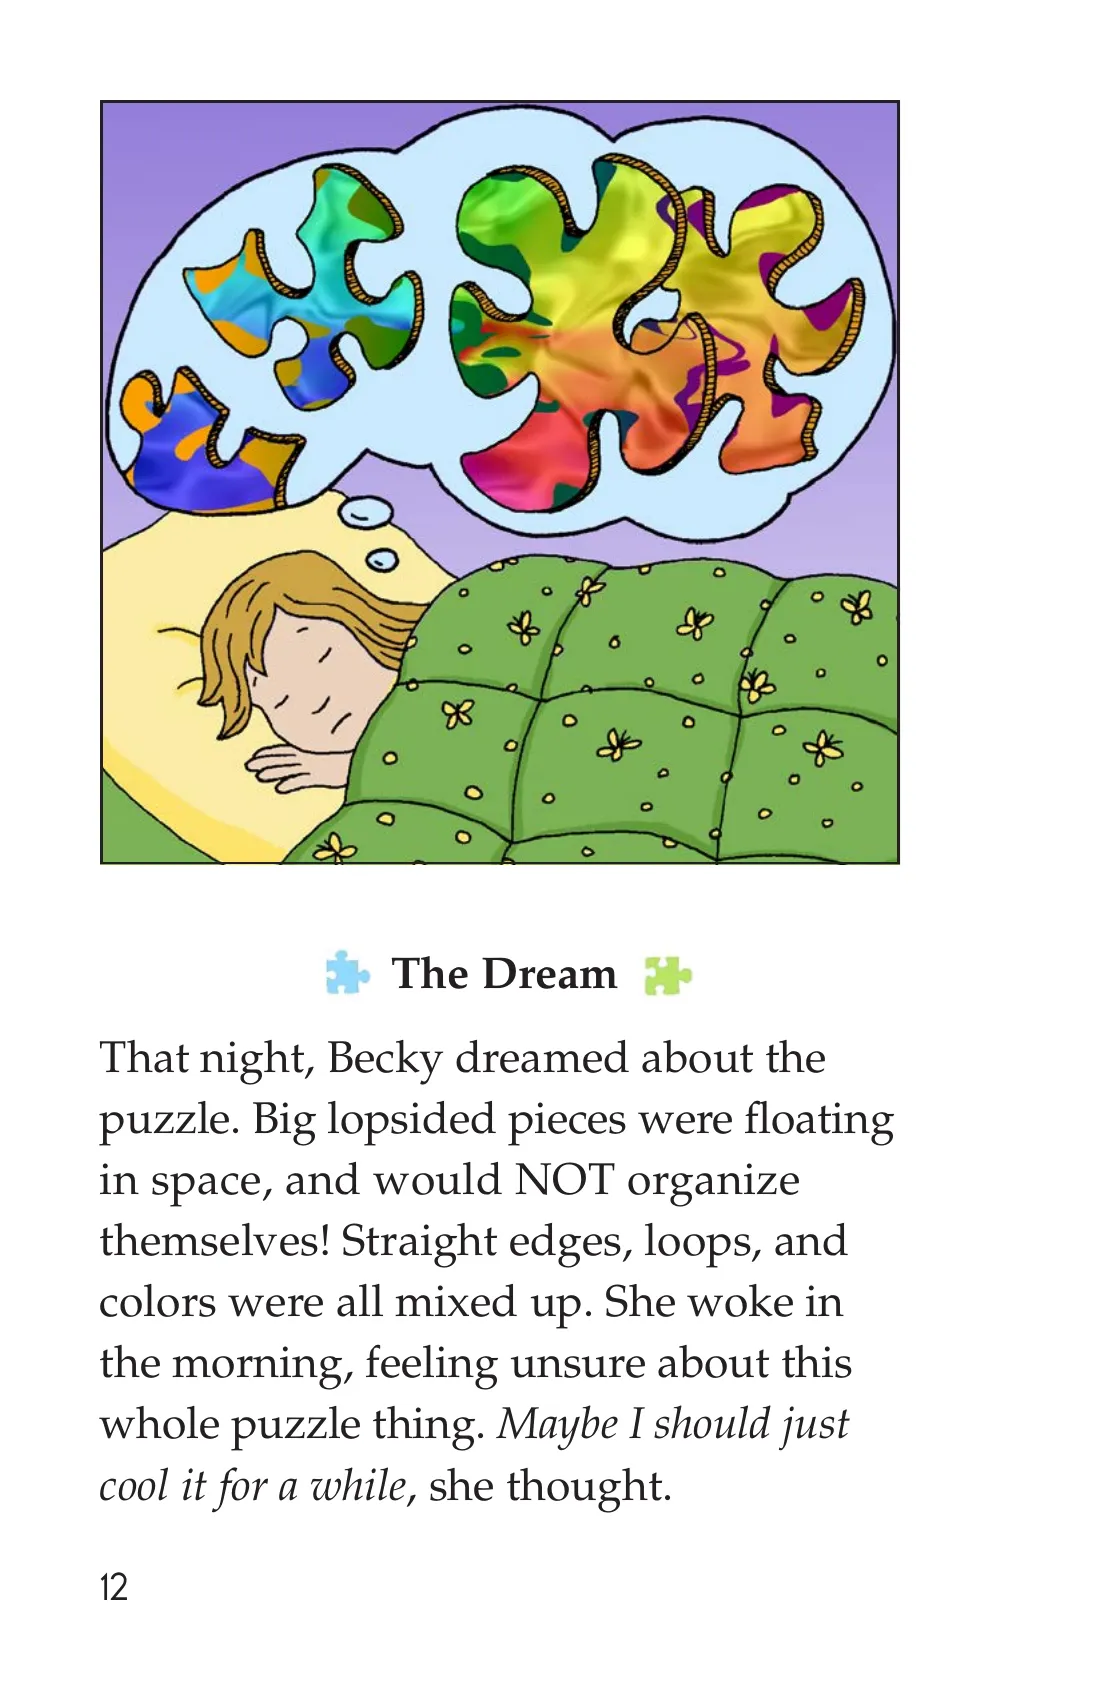 The Dream
That night, Becky dreamed about the
puzzle. Big lopsided pieces were floating
in space, and would NOT organize
themselves! Straight edges, loops, and
colors were all mixed up. She woke in
the morning, feeling unsure about this
whole puzzle thing. Maybe I should just
cool it for a while, she thought.
12